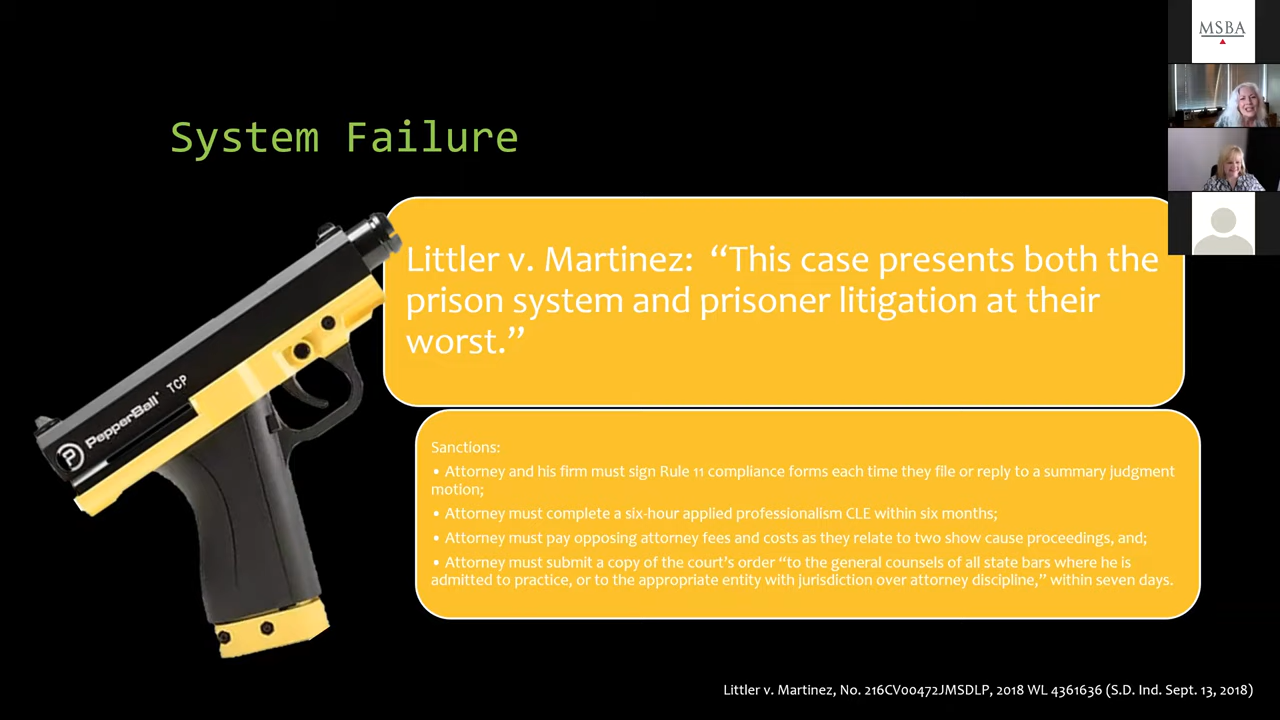 MSBA
System Failure
Littler v. Martinez: “This case presents both the
prison system and prisoner litigation at their
worst.”
PepperBall TCP
Sanctions:
• Attorney and his firm must sign Rule 11 compliance forms each time they file or reply to a summary judgment
motion;
• Attorney must complete a six-hour applied professionalism CLE within six months;
• Attorney must pay opposing attorney fees and costs as they relate to two show cause proceedings, and;
• Attorney must submit a copy of the court’s order “to the general counsels of all state bars where he is
admitted to practice, or to the appropriate entity with jurisdiction over attorney discipline,” within seven days.
Littler v. Martinez, No. 216CV00472JMSDLP, 2018 WL 4361636 (S.D. Ind. Sept. 13, 2018)